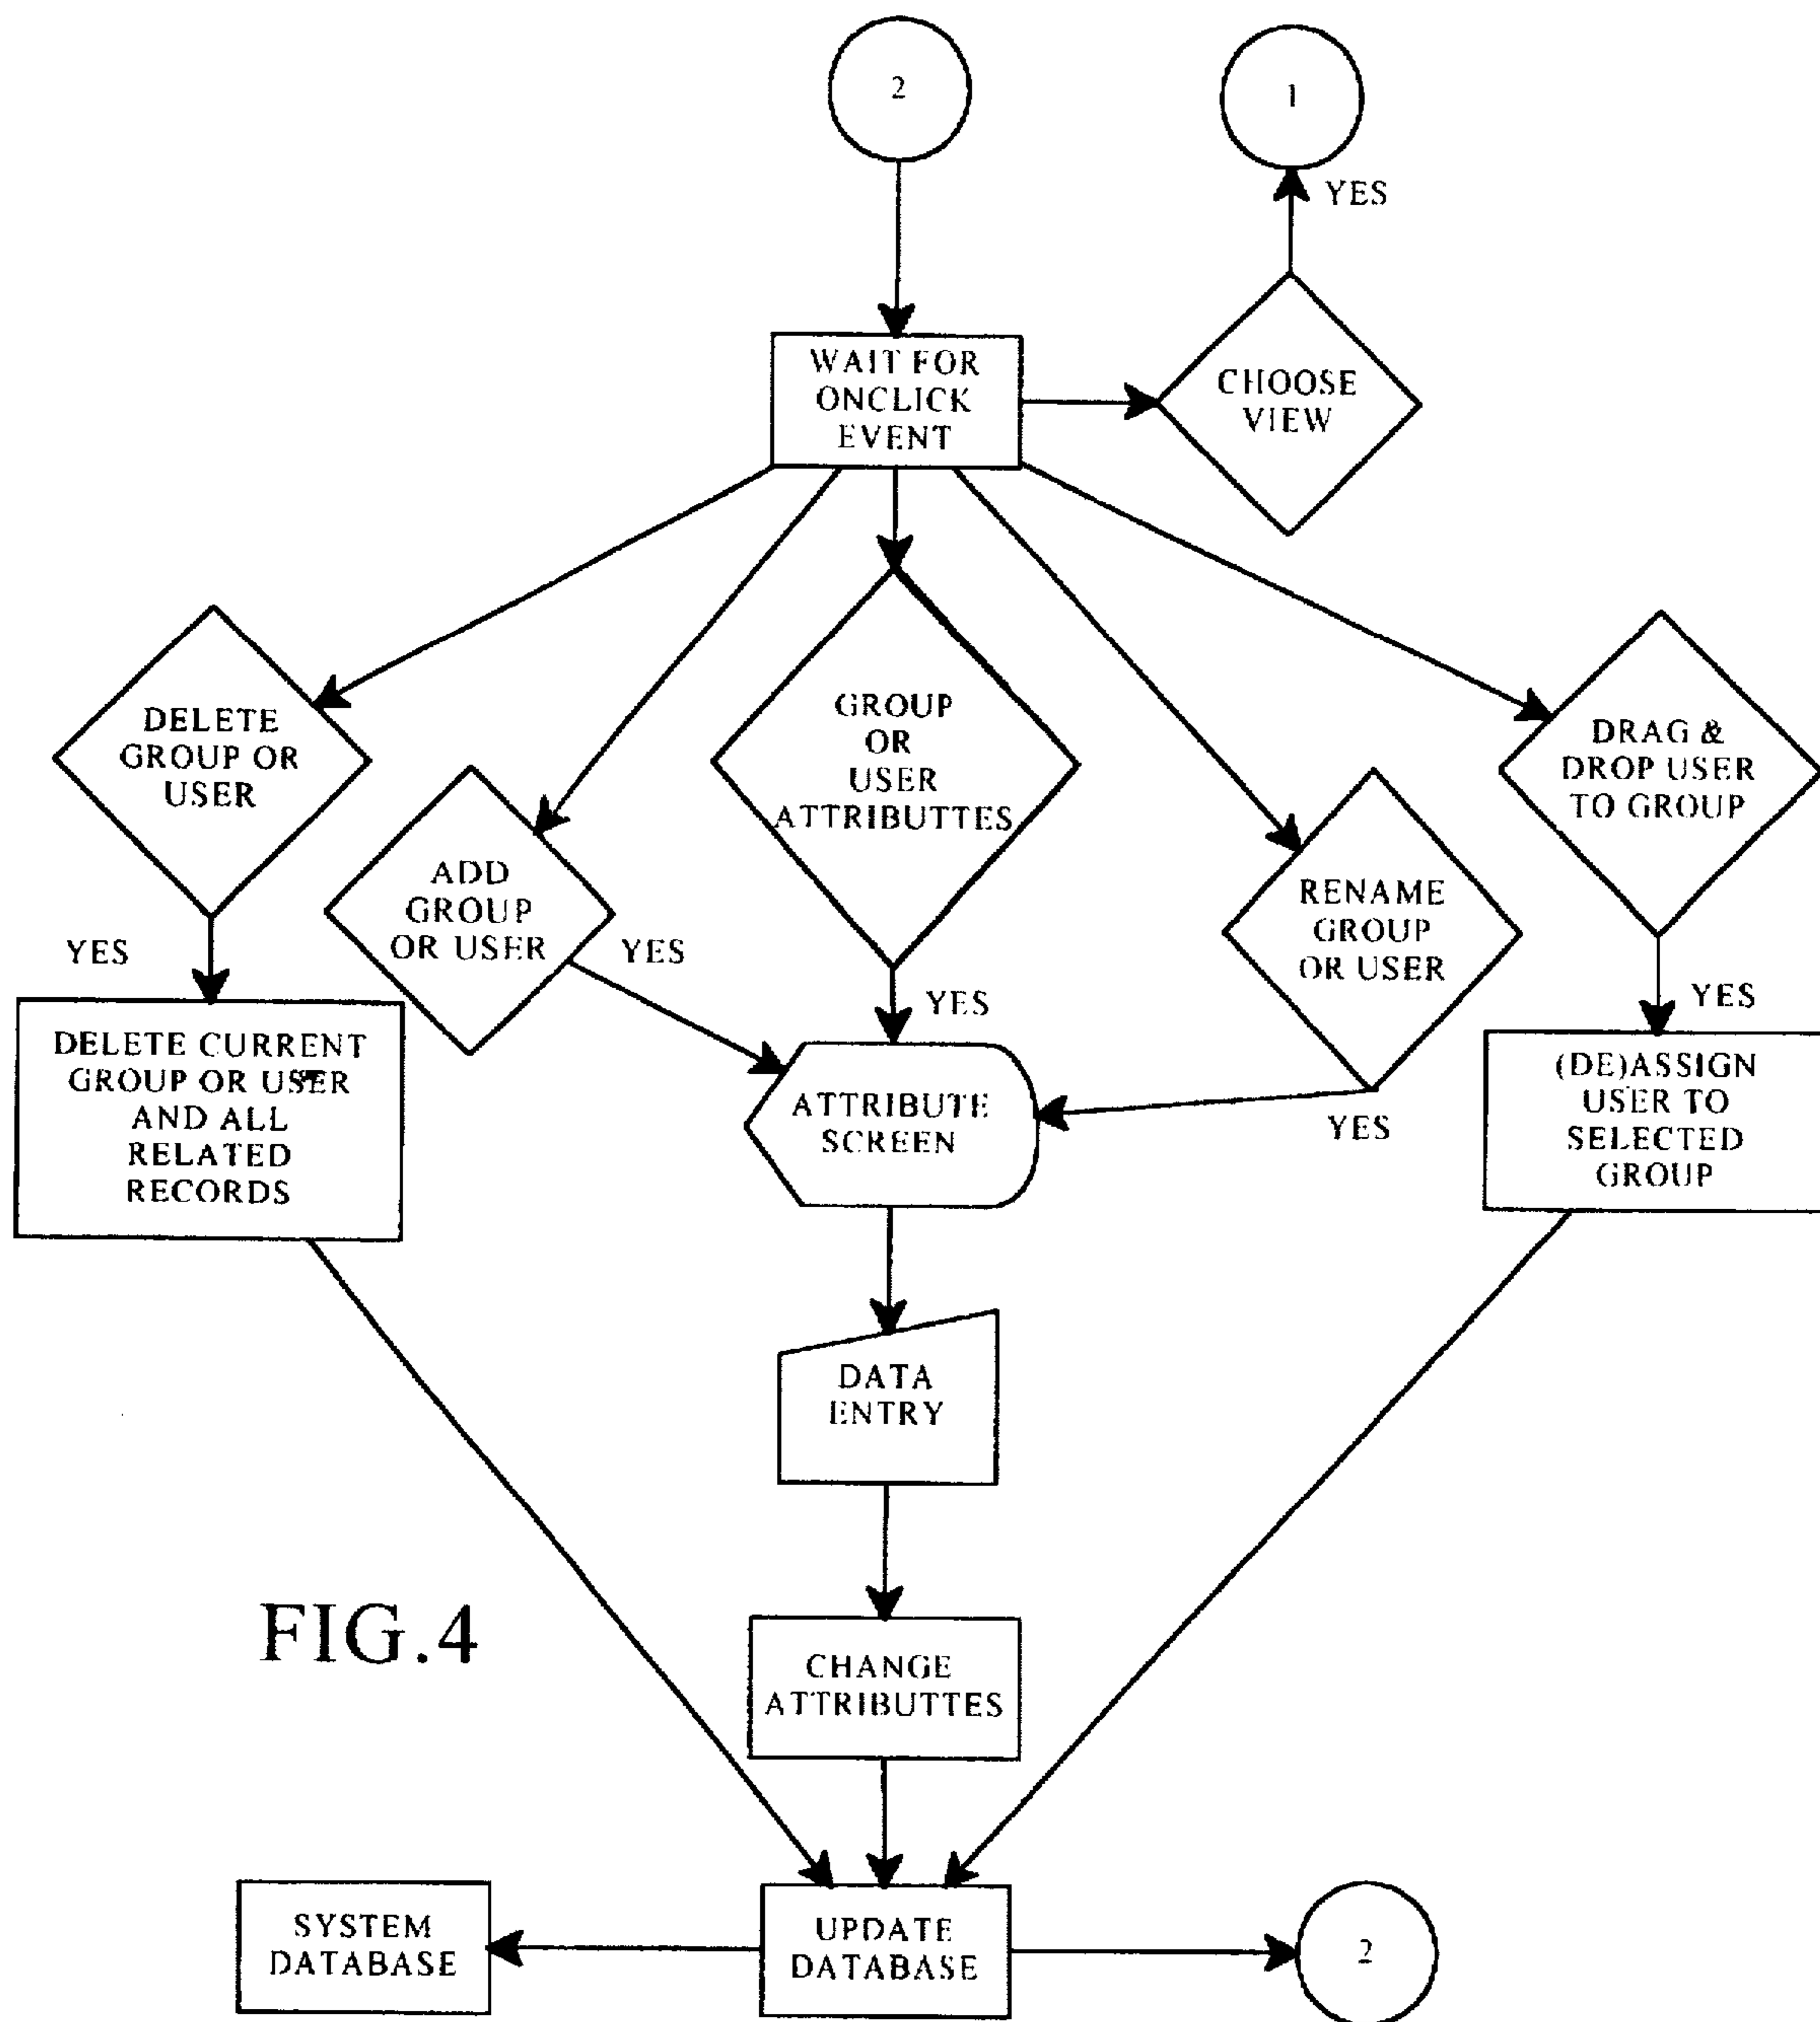 2
1
YES
WAIT FOR
ONCLICK
EVENT
CHOOSE
VIEW
DELETE
GROUP OR
USER
GROUP
OR
USER
ATTRIBUTTES
DRAG &
DROP USER
TO GROUP
ADD
GROUP
OR USER
RENAME
GROUP
OR USER
YES
YES
YES
YES
YES
DELETE CURRENT
GROUP OR USER
AND ALL
RELATED
RECORDS
ATTRIBUTE
SCREEN
(DE)ASSIGN
USER TO
SELECTED
GROUP
DATA
ENTRY
FIG.4
CHANGE
ATTRIBUTTES
SYSTEM
DATABASE
UPDATE
DATABASE
2